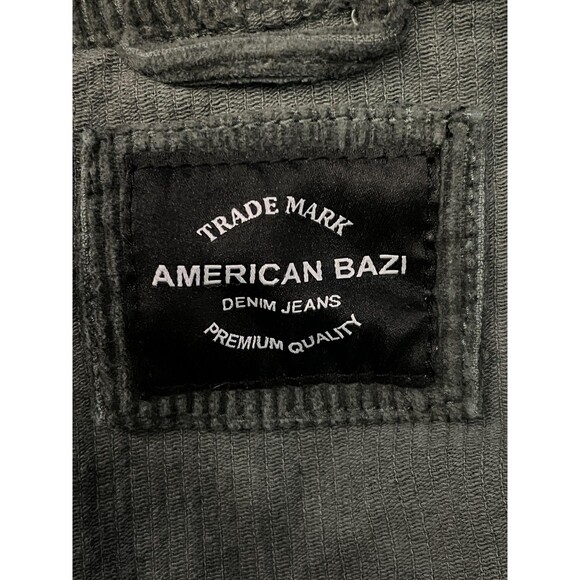 TRADE MARK
AMERICAN BAZI
DENIM JEANS
PREMIUM QUALITY